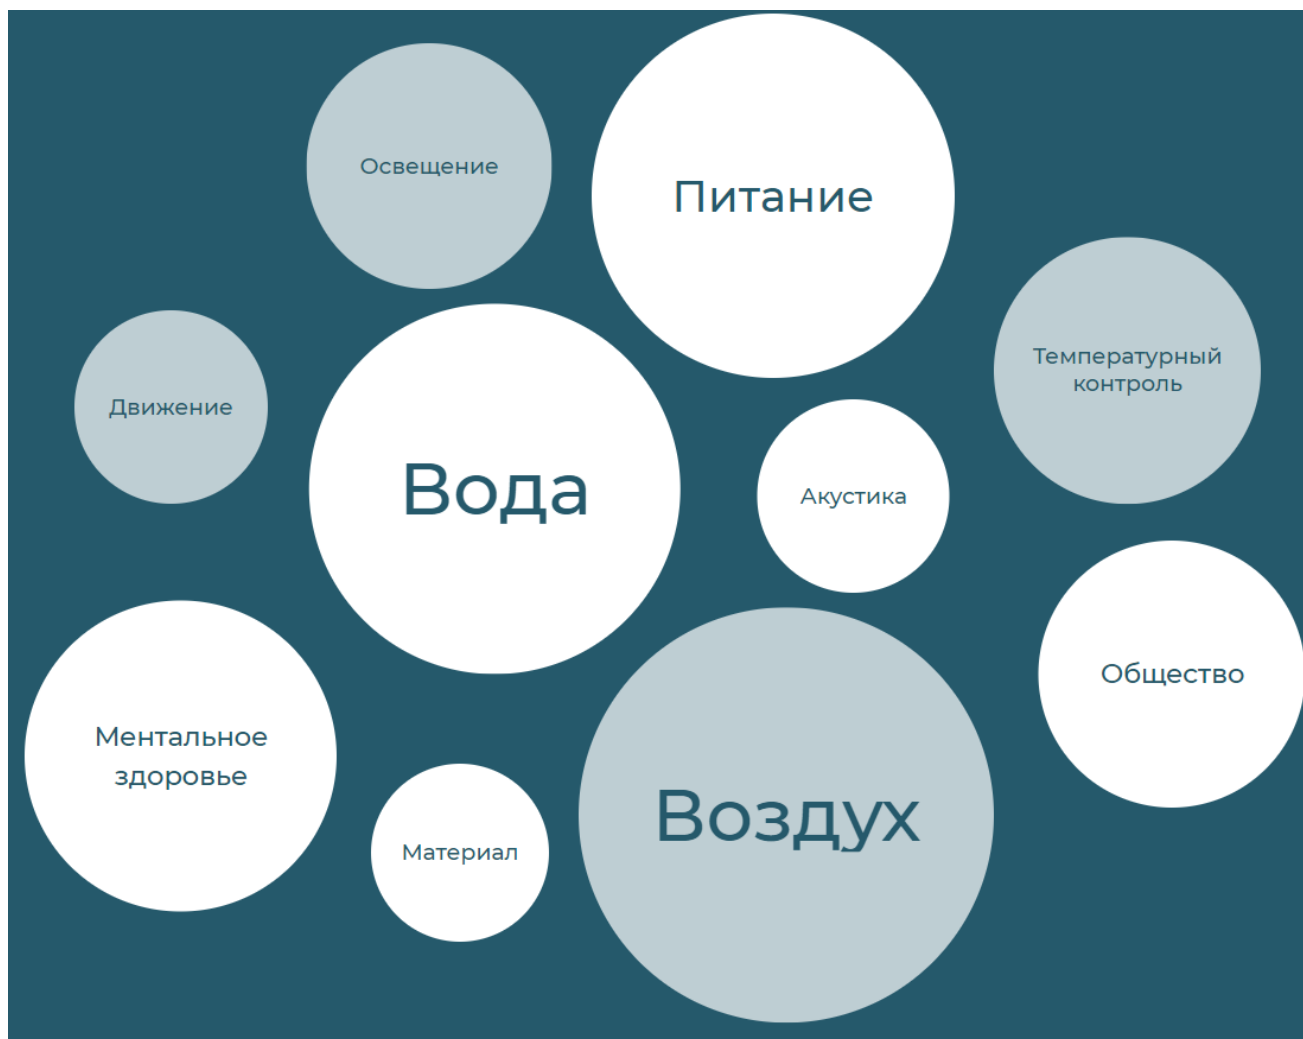 Освещение
Питание
Температурный
контроль
Движение
Вода
Акустика
Общество
Ментальное
здоровье
Воздух
Материал